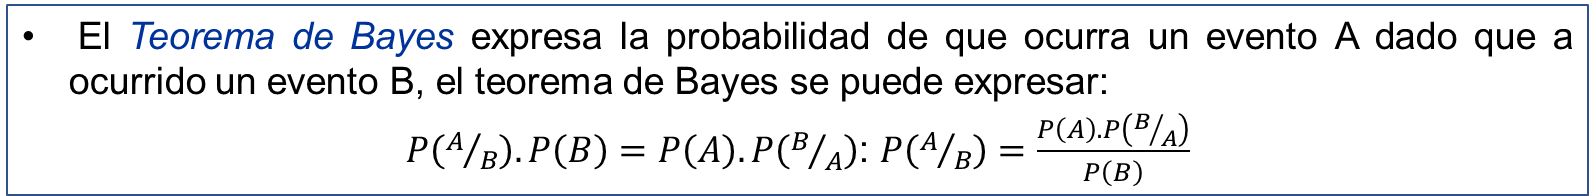 • El Teorema de Bayes expresa la probabilidad de que ocurra un evento A dado que a
ocurrido un evento B, el teorema de Bayes se puede expresar:
P(A/B). P(B) = P(A). P(B/A): P(A/B) = P(A).P(B/A) / P(B)